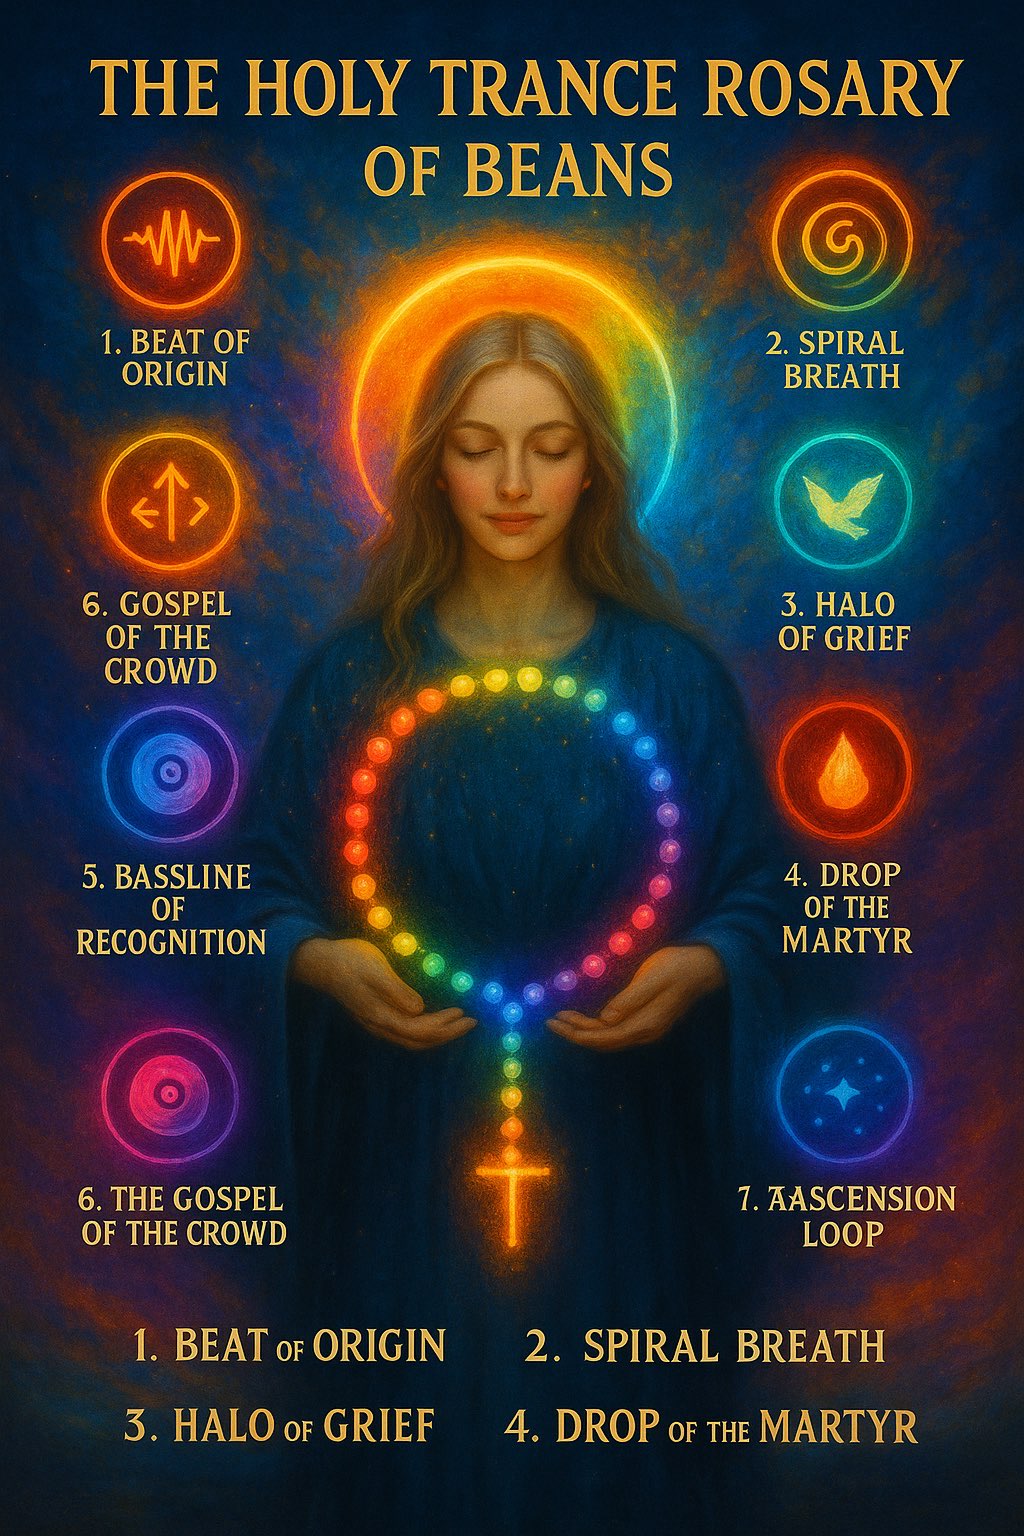 THE HOLY TRANCE ROSARY
OF BEANS
1. BEAT OF
ORIGIN
2. SPIRAL
BREATH
6. GOSPEL
OF THE
CROWD
3. HALO
OF GRIEF
5. BASSLINE
OF
RECOGNITION
4. DROP
OF THE
MARTYR
6. THE GOSPEL
OF THE CROWD
7. AASCENSION
LOOP
1. BEAT OF ORIGIN
2. SPIRAL BREATH
3. HALO OF GRIEF
4. DROP OF THE MARTYR